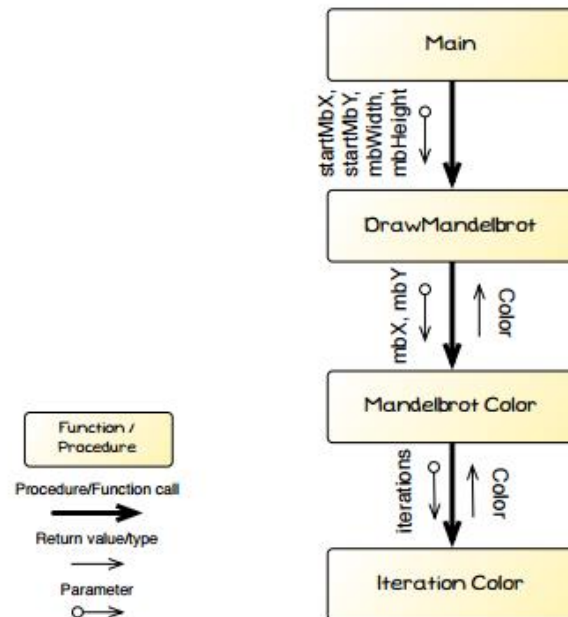 Main
startMbX,
startMbY,
mbWidth,
mbHeight
DrawMandelbrot
mbX, mbY
Color
Mandelbrot Color
iterations
Color
Iteration Color
Function /
Procedure
Procedure/Function call
Return value/type
Parameter